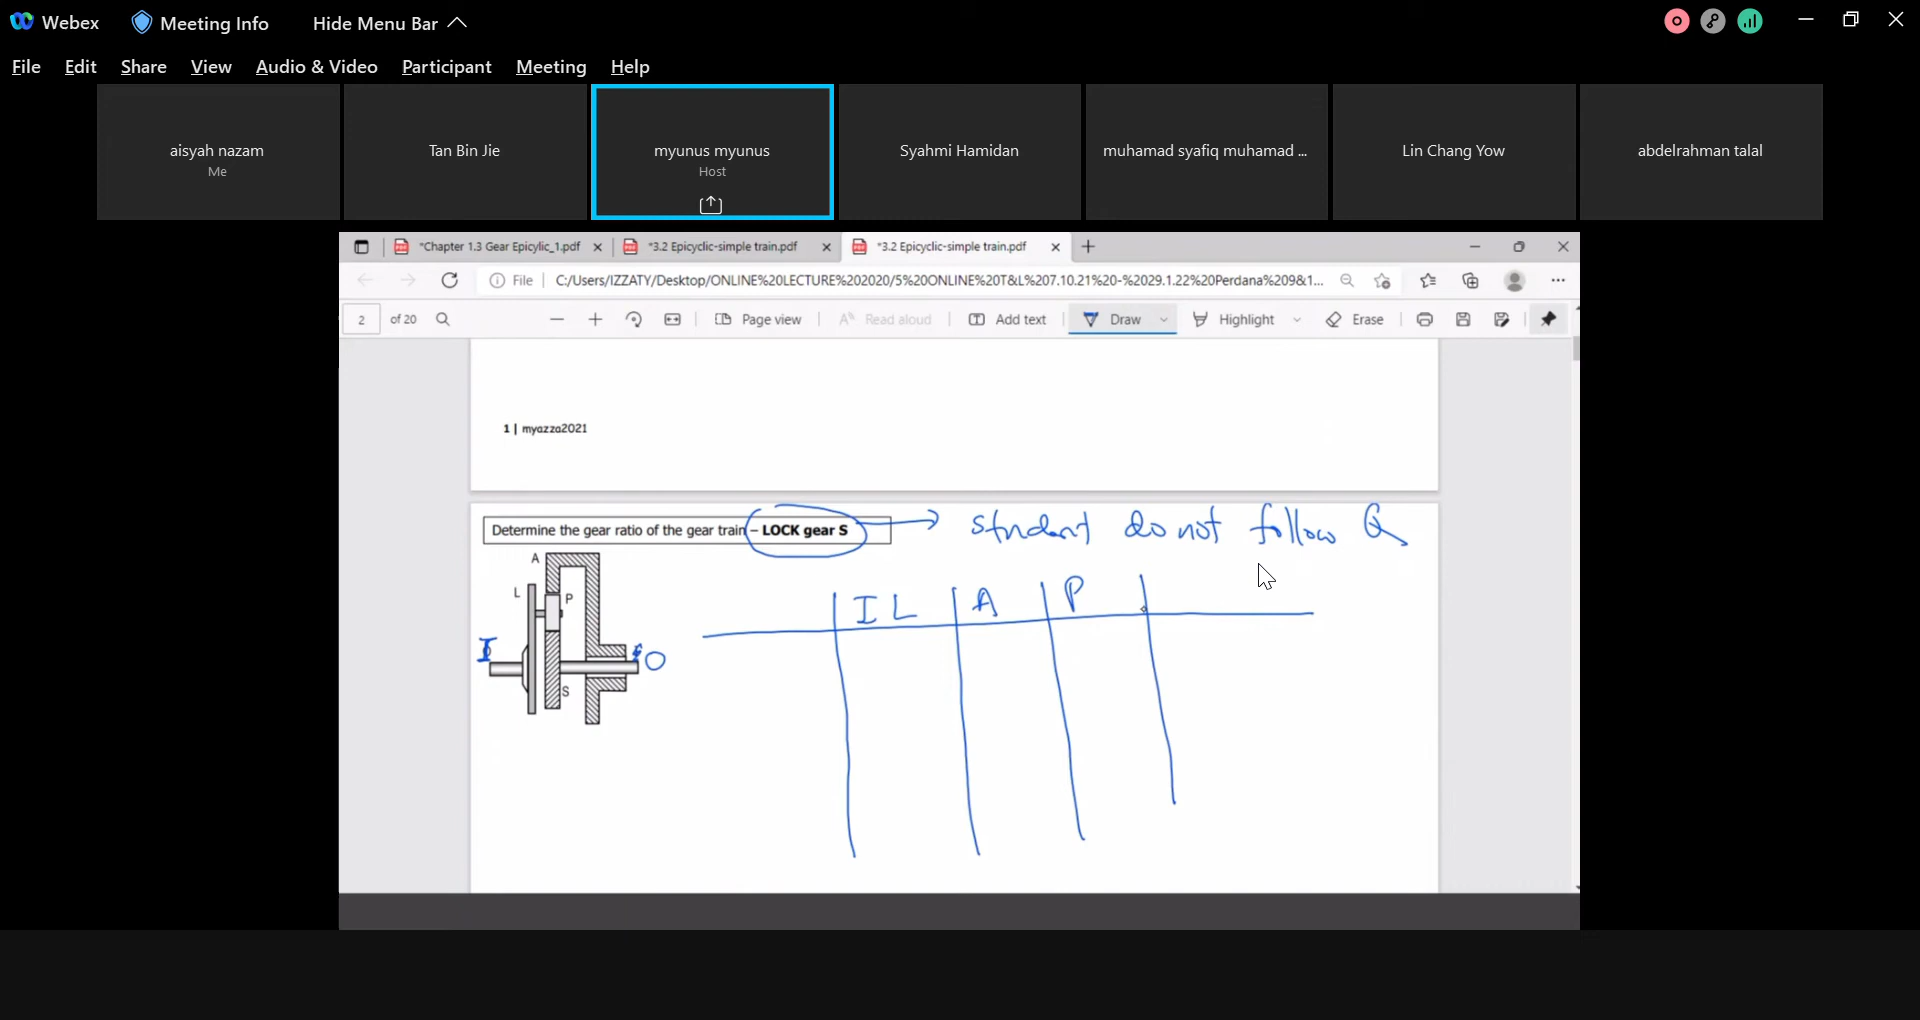 Webex Meeting Info Hide Menu Bar
File Edit Share View Audio & Video Participant Meeting Help
aisyah nazam
Me
Tan Bin Jie
myunus myunus
Host
Syahmi Hamidan
muhamad syafiq muhamad ...
Lin Chang Yow
abdelrahman talal
*Chapter 1.3 Gear Epicylic_1.pdf *3.2 Epicyclic-simple train.pdf *3.2 Epicyclic-simple train.pdf
File C:/Users/IZZATY/Desktop/ONLINE%20LECTURE%202020/5%20ONLINE%20T&L%207.10.21%20-%2029.1.22%20Perdana%209&1...
2 of 20 Page view Read aloud Add text Draw Highlight Erase
1 | myazza2021
Determine the gear ratio of the gear train – LOCK gear S
student do not follow Q
A
L
P
I
O
S
I L A P